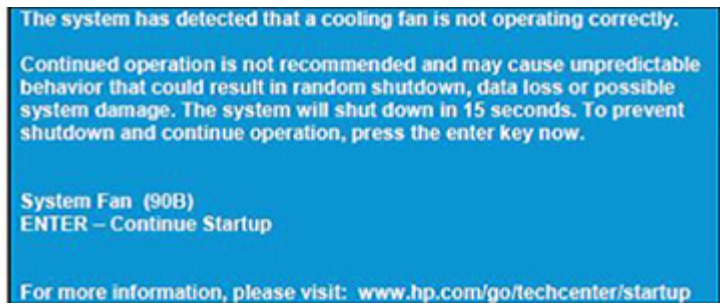 The system has detected that a cooling fan is not operating correctly.
Continued operation is not recommended and may cause unpredictable
behavior that could result in random shutdown, data loss or possible
system damage. The system will shut down in 15 seconds. To prevent
shutdown and continue operation, press the enter key now.
System Fan (90B)
ENTER – Continue Startup
For more information, please visit: www.hp.com/go/techcenter/startup